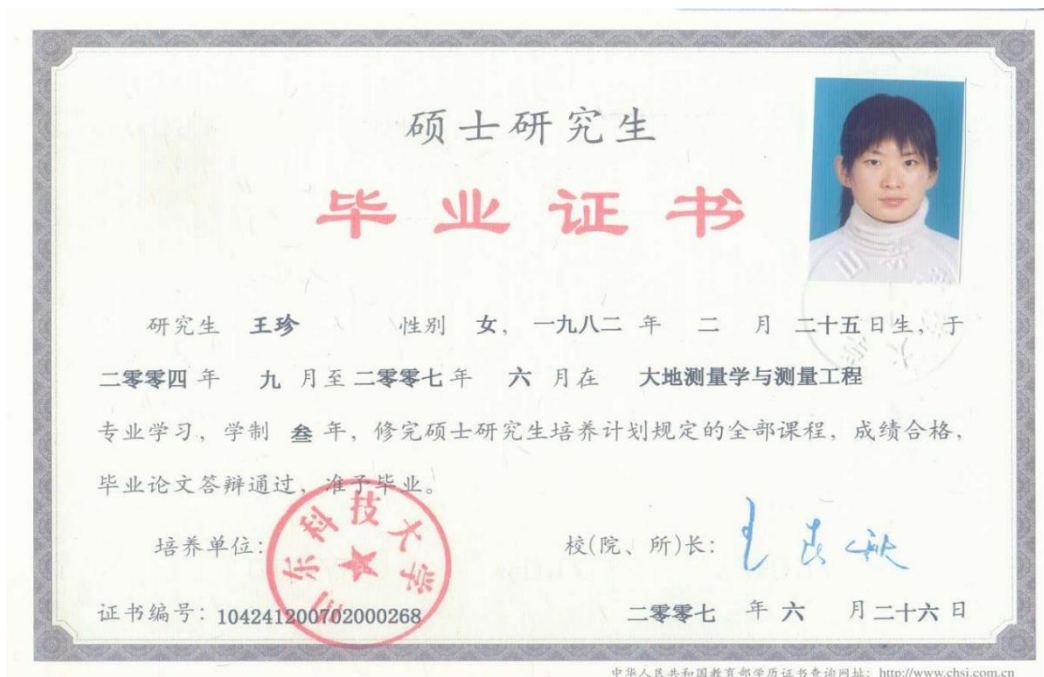 硕士研究生
毕业证书
研究生 王珍 性别 女，一九八二 年 二 月 二十五日生，于
二零零四 年 九 月至 二零零七 年 六 月在 大地测量学与测量工程
专业学习，学制 叁 年，修完硕士研究生培养计划规定的全部课程，成绩合格，
毕业论文答辩通过，准予毕业。
山东科技大学
培养单位： 校(院、所)长：
证书编号：104241200702000268 二零零七 年 六 月 二十六 日
中华人民共和国教育部学历证书查询网址：http://www.chsi.com.cn